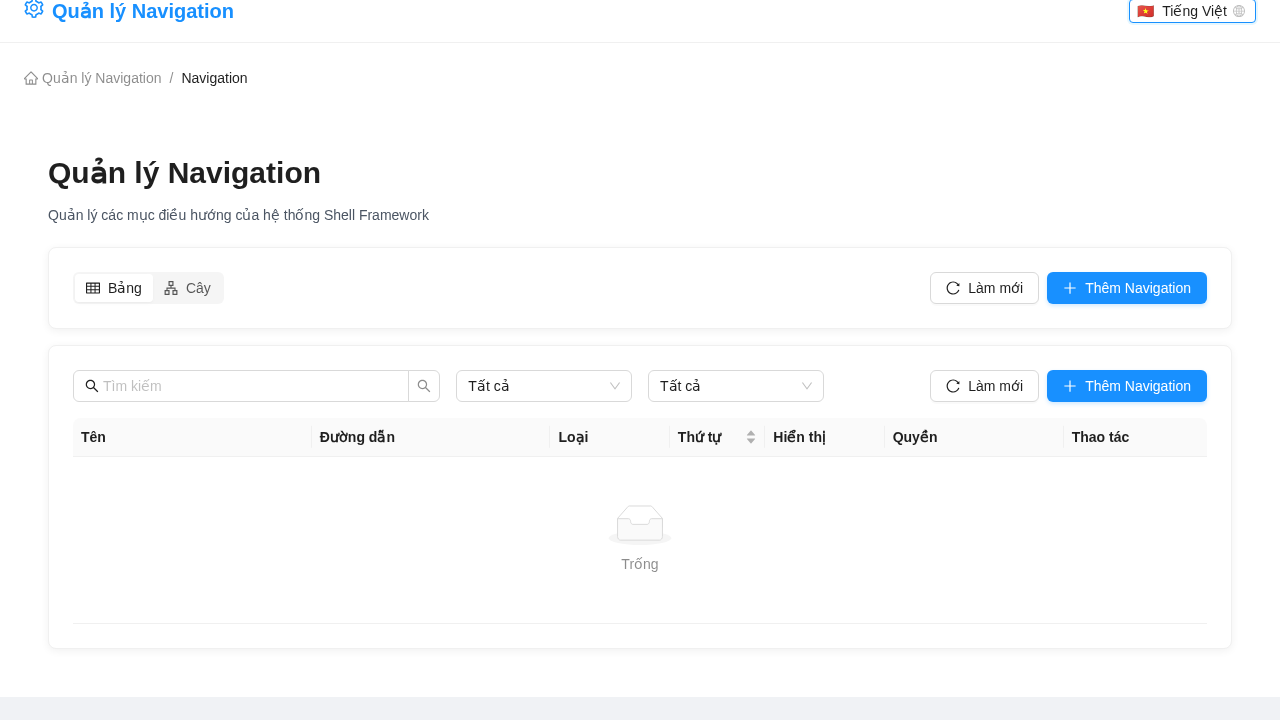 Quản lý Navigation
Tiếng Việt
Quản lý Navigation / Navigation
Quản lý Navigation
Quản lý các mục điều hướng của hệ thống Shell Framework
Bảng Cây Làm mới Thêm Navigation
Tìm kiếm Tất cả Tất cả Làm mới Thêm Navigation
Tên Đường dẫn Loại Thứ tự Hiển thị Quyền Thao tác
Trống